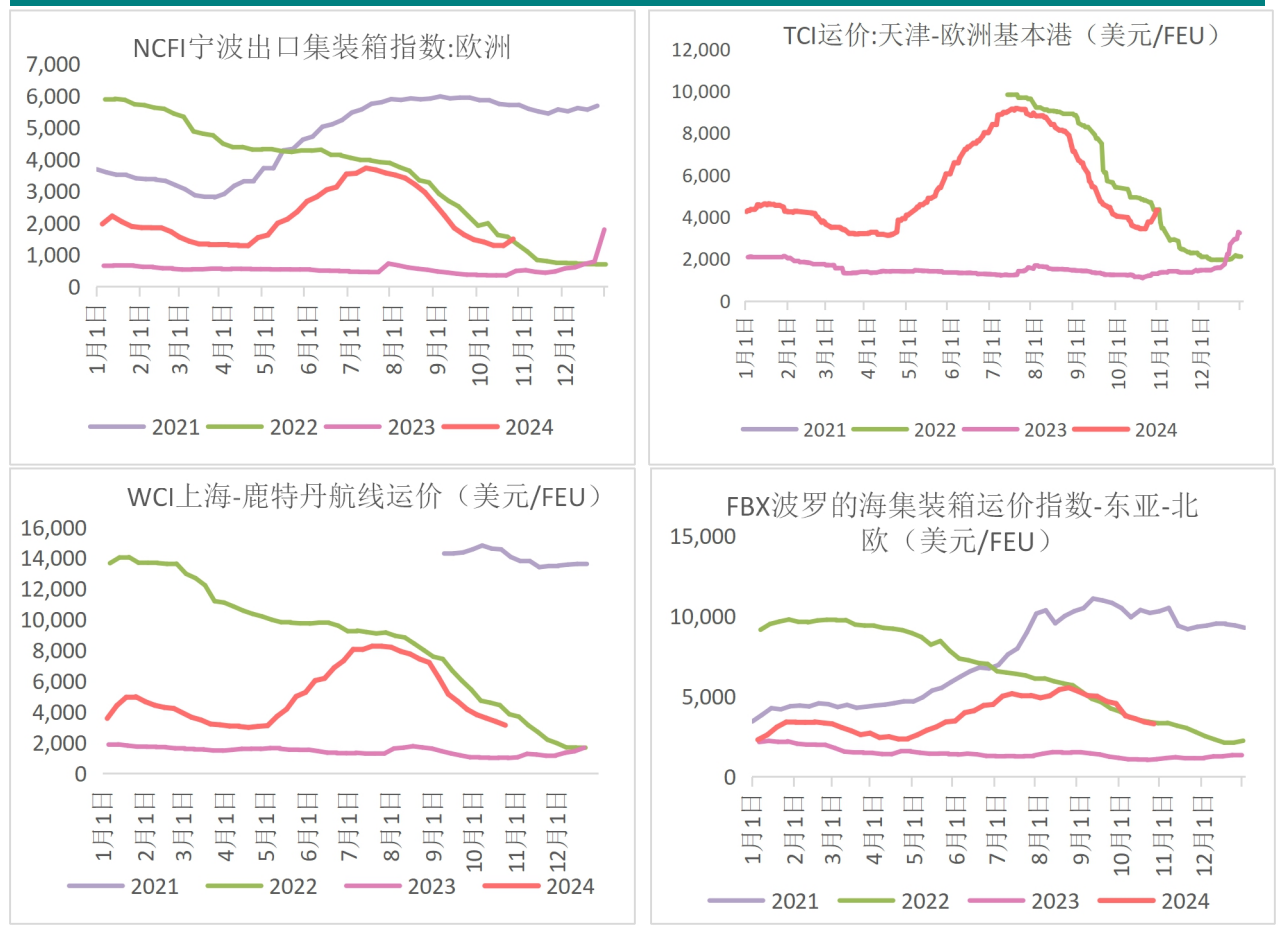 NCFI宁波出口集装箱指数:欧洲
7,000
6,000
5,000
4,000
3,000
2,000
1,000
0
1月1日
2月1日
3月1日
4月1日
5月1日
6月1日
7月1日
8月1日
9月1日
10月1日
11月1日
12月1日
2021 2022 2023 2024
TCI运价:天津-欧洲基本港（美元/FEU）
12,000
10,000
8,000
6,000
4,000
2,000
0
1月1日
2月1日
3月1日
4月1日
5月1日
6月1日
7月1日
8月1日
9月1日
10月1日
11月1日
12月1日
2021 2022 2023 2024
WCI上海-鹿特丹航线运价（美元/FEU）
16,000
14,000
12,000
10,000
8,000
6,000
4,000
2,000
0
1月1日
2月1日
3月1日
4月1日
5月1日
6月1日
7月1日
8月1日
9月1日
10月1日
11月1日
12月1日
2021 2022 2023 2024
FBX波罗的海集装箱运价指数-东亚-北
欧（美元/FEU）
15,000
10,000
5,000
0
1月1日
2月1日
3月1日
4月1日
5月1日
6月1日
7月1日
8月1日
9月1日
10月1日
11月1日
12月1日
2021 2022 2023 2024